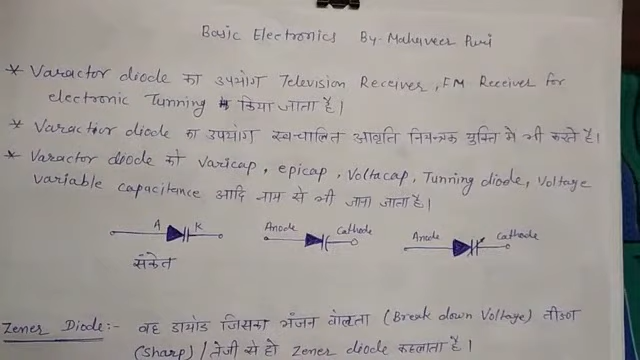 Basic Electronics By- Mahaveer Puri
* Varactor diode का उपयोग Television Receiver, FM Receiver for
electronic Tunning किया जाता है।
* Varactor diode का उपयोग स्वचालित आवृति नियन्त्रक युक्ति मे भी करते है।
* Varactor diode को Varicap, epicap, Voltacap, Tunning diode, Voltage
variable capacitance आदि नाम से भी जाना जाता है।
A K Anode Cathode Anode Cathode
संकेत
Zener Diode:- वह डायोड जिसका भंजन वोल्टता (Break down Voltage) तीक्ष्ण
(Sharp) / तेजी से हो Zener diode कहलाता है।